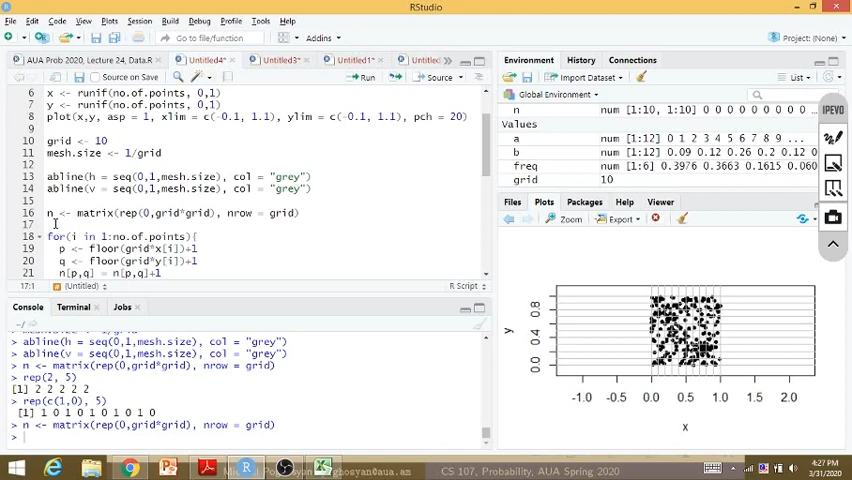 RStudio
File Edit Code View Plots Session Build Debug Profile Tools Help
Go to file/function
Addins
Project: (None)
AUA Prob 2020, Lecture 24, Data.R
Untitled4*
Untitled3*
Untitled1*
Untitled
Source on Save
Run
Source
6 x <- runif(no.of.points, 0,1)
7 y <- runif(no.of.points, 0,1)
8 plot(x,y, asp = 1, xlim = c(-0.1, 1.1), ylim = c(-0.1, 1.1), pch = 20)
9
10 grid <- 10
11 mesh.size <- 1/grid
12
13 abline(h = seq(0,1,mesh.size), col = "grey")
14 abline(v = seq(0,1,mesh.size), col = "grey")
15
16 n <- matrix(rep(0,grid*grid), nrow = grid)
17
18 for(i in 1:no.of.points){
19 p <- floor(grid*x[i])+1
20 q <- floor(grid*y[i])+1
21 n[p,q] = n[p,q]+1
17:1
(Untitled)
R Script
Console Terminal Jobs
~/
> abline(h = seq(0,1,mesh.size), col = "grey")
> abline(v = seq(0,1,mesh.size), col = "grey")
> n <- matrix(rep(0,grid*grid), nrow = grid)
> rep(2, 5)
[1] 2 2 2 2 2
> rep(c(1,0), 5)
[1] 1 0 1 0 1 0 1 0 1 0
> n <- matrix(rep(0,grid*grid), nrow = grid)
>
Environment History Connections
Import Dataset
List
Global Environment
n num [1:10, 1:10] 0 0 0 0 0 0 0 ...
Values
a num [1:12] 0 1 2 3 4 5 6 7 8 9 ...
b num [1:12] 0.09 0.12 0.26 0.2 0.12
freq num [1:6] 0.3976 0.3663 0.1615 0.060
grid 10
Files Plots Packages Help Viewer
Zoom
Export
y
0.0 0.4 0.8
-1.0 -0.5 0.0 0.5 1.0 1.5 2.0
x
IPEVO
CS 107, Probability, AUA Spring 2020
4:27 PM
3/31/2020